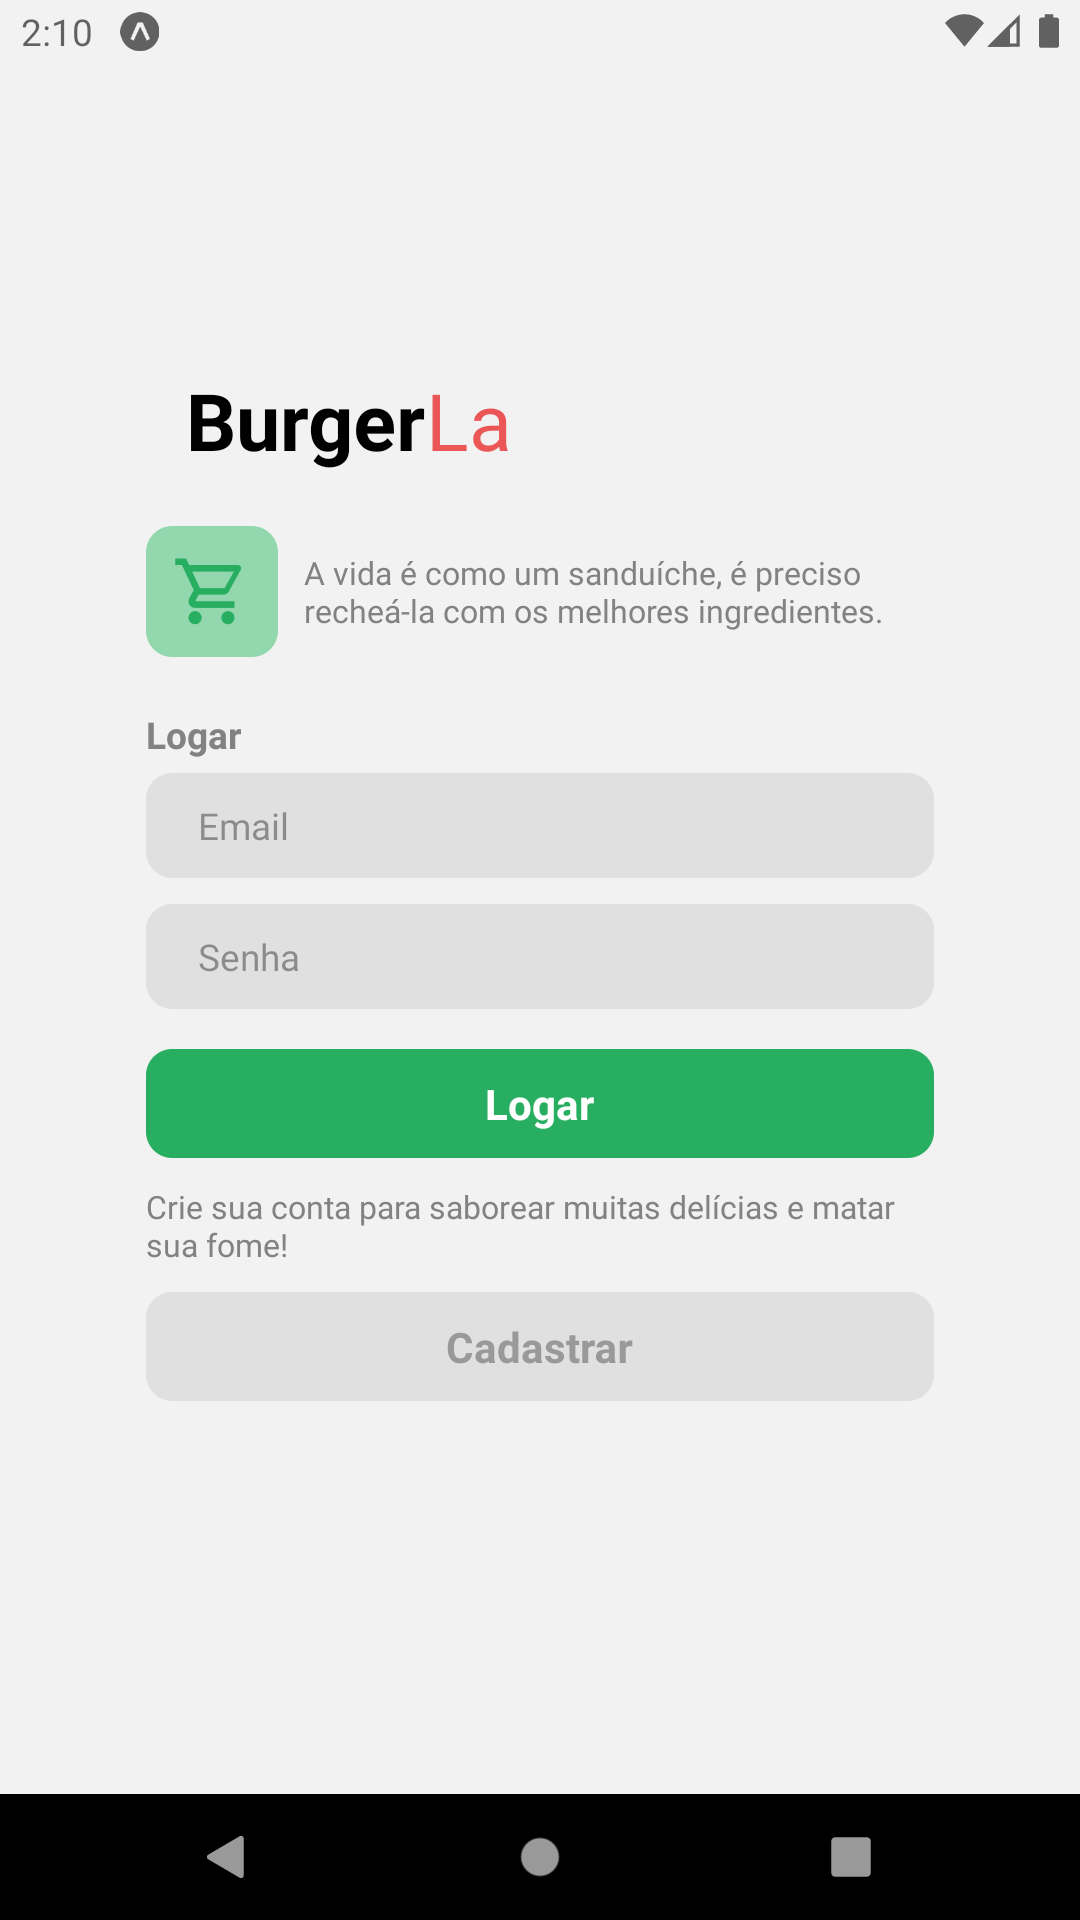 2:10
BurgerLa
A vida é como um sanduíche, é preciso
recheá-la com os melhores ingredientes.
Logar
Email
Senha
Logar
Crie sua conta para saborear muitas delícias e matar
sua fome!
Cadastrar